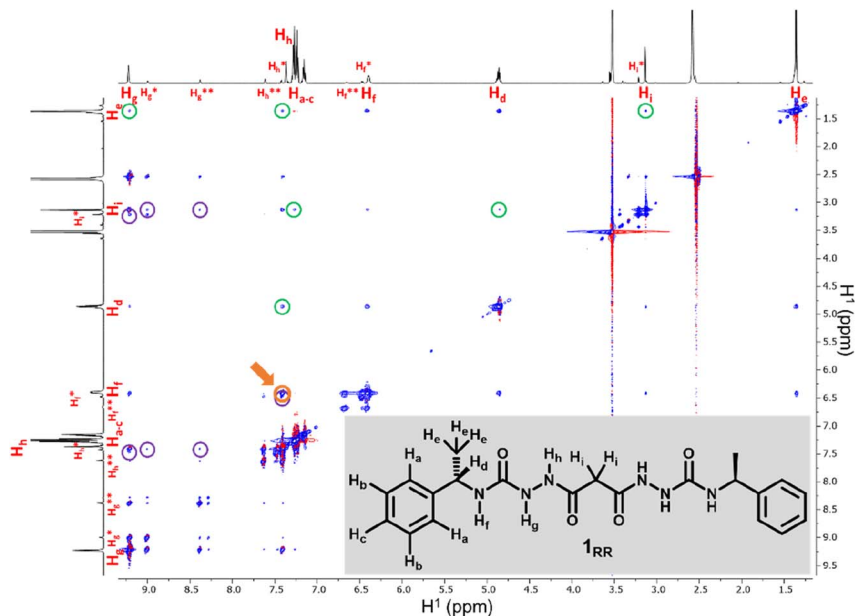 Hh
Hh* Hf* Hi*
Hg Hg* Hg** Hh** Ha-c Hf** Hf Hd Hi He
He
Hi
Hi*
Hd
Hf
Hf*
Hf**
Ha-c
Hh
Hh*
Hh**
Hg**
Hg*
Hg
1.5
2.0
2.5
3.0
3.5
4.0
4.5
5.0
5.5
6.0
6.5
7.0
7.5
8.0
8.5
9.0
9.5
H¹ (ppm)
He
He He
Ha Hd O Hh Hi Hi O
Hb N N N N N
Hc Hf Hg O O H H
Ha
Hb
1RR
9.0 8.5 8.0 7.5 7.0 6.5 6.0 5.5 5.0 4.5 4.0 3.5 3.0 2.5 2.0 1.5
H¹ (ppm)